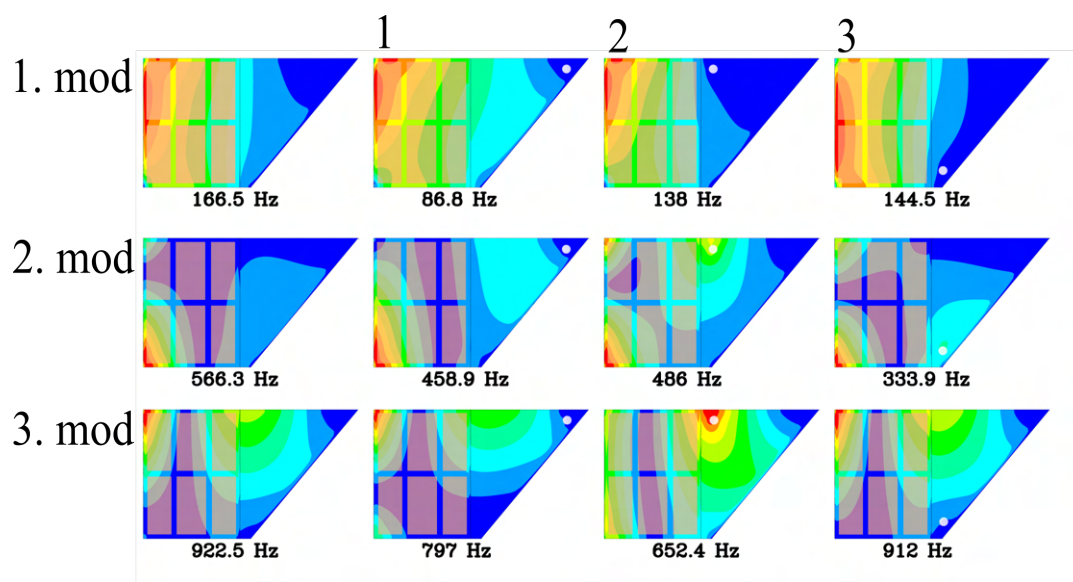 1 2 3
1. mod
166.5 Hz 86.8 Hz 138 Hz 144.5 Hz
2. mod
566.3 Hz 458.9 Hz 486 Hz 333.9 Hz
3. mod
922.5 Hz 797 Hz 652.4 Hz 912 Hz